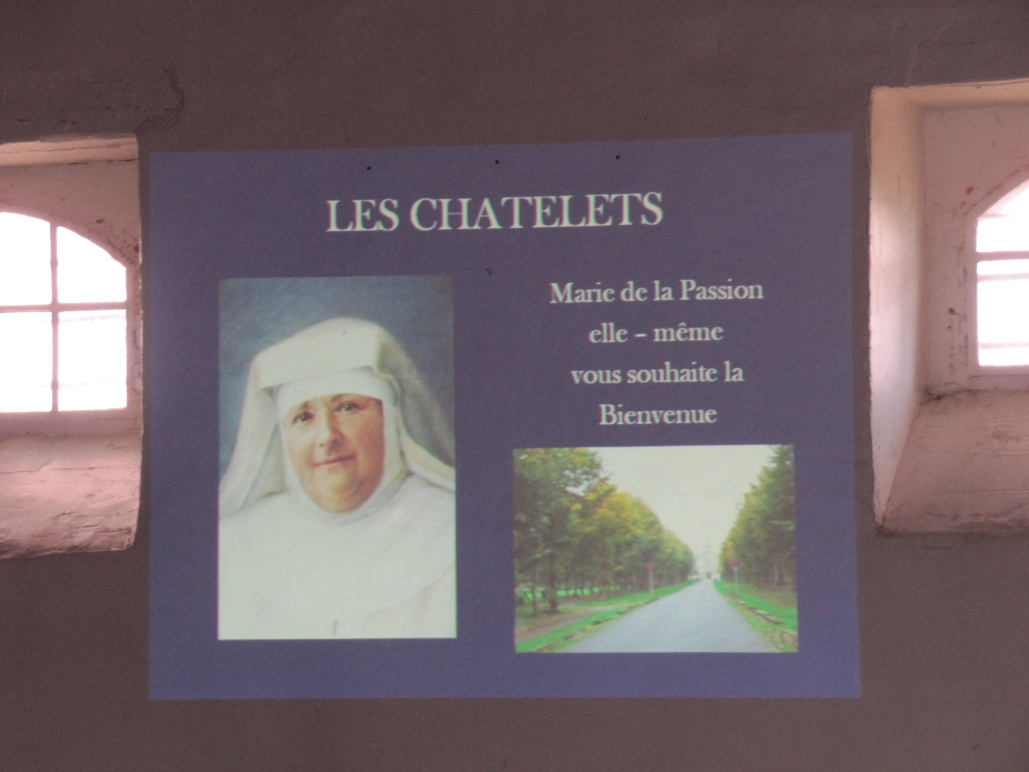 LES CHATELETS
Marie de la Passion
elle – même
vous souhaite la
Bienvenue